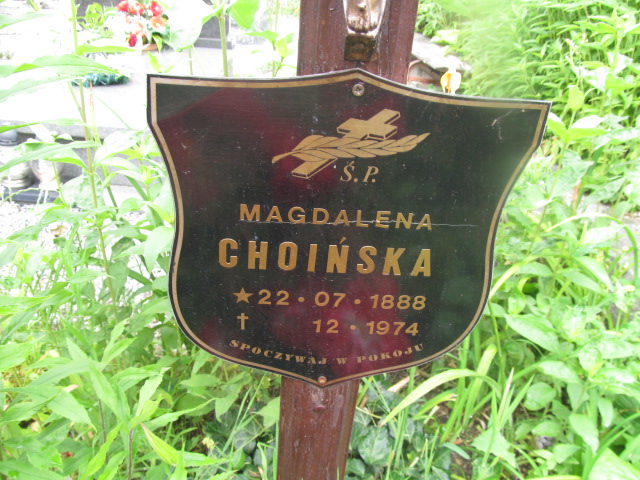 Ś.P.
MAGDALENA
CHOIŃSKA
★ 22 · 07 · 1888
† 12 · 1974
SPOCZYWAJ W POKOJU